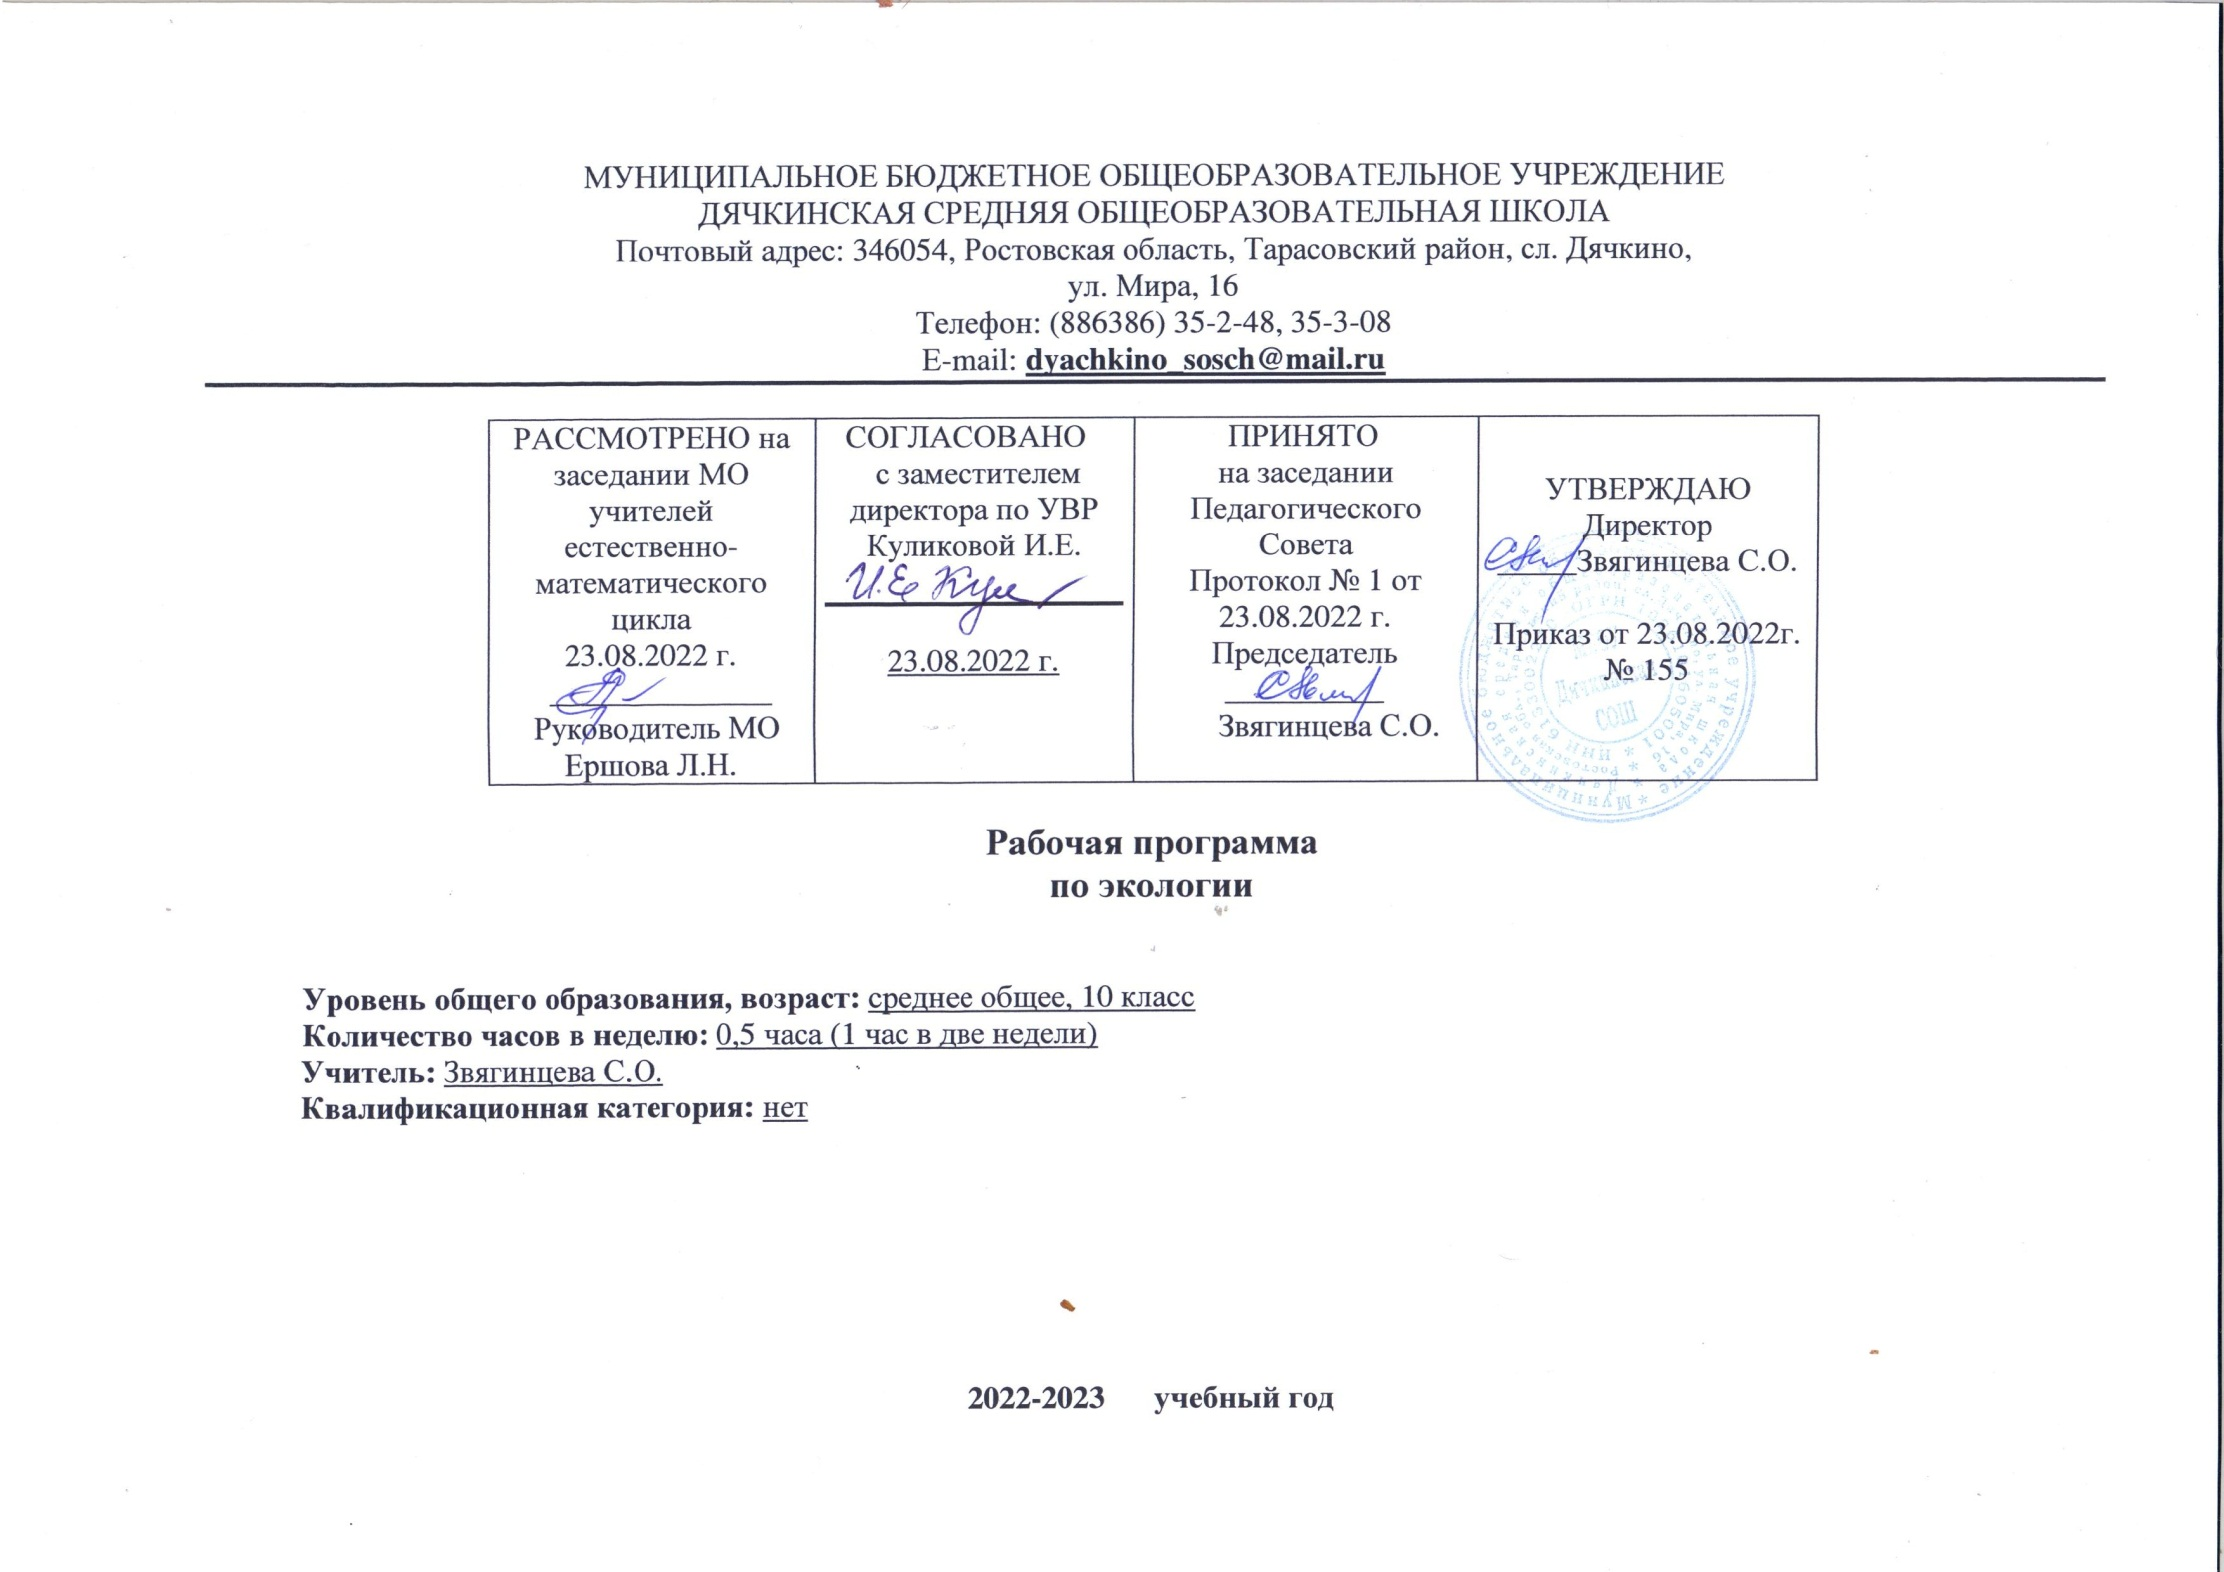 МУНИЦИПАЛЬНОЕ БЮДЖЕТНОЕ ОБЩЕОБРАЗОВАТЕЛЬНОЕ УЧРЕЖДЕНИЕ
ДЯЧКИНСКАЯ СРЕДНЯЯ ОБЩЕОБРАЗОВАТЕЛЬНАЯ ШКОЛА
Почтовый адрес: 346054, Ростовская область, Тарасовский район, сл. Дячкино,
ул. Мира, 16
Телефон: (886386) 35-2-48, 35-3-08
E-mail: dyachkino_sosch@mail.ru
РАССМОТРЕНО на
заседании МО
учителей
естественно-
математического
цикла
23.08.2022 г.
Руководитель МО
Ершова Л.Н.
СОГЛАСОВАНО
с заместителем
директора по УВР
Куликовой И.Е.
И.Е Кул
23.08.2022 г.
ПРИНЯТО
на заседании
Педагогического
Совета
Протокол № 1 от
23.08.2022 г.
Председатель
Звягинцева С.О.
УТВЕРЖДАЮ
Директор
Звягинцева С.О.
Приказ от 23.08.2022г.
№ 155
Дячкинская
СОШ
Рабочая программа
по экологии
Уровень общего образования, возраст: среднее общее, 10 класс
Количество часов в неделю: 0,5 часа (1 час в две недели)
Учитель: Звягинцева С.О.
Квалификационная категория: нет
2022-2023 учебный год